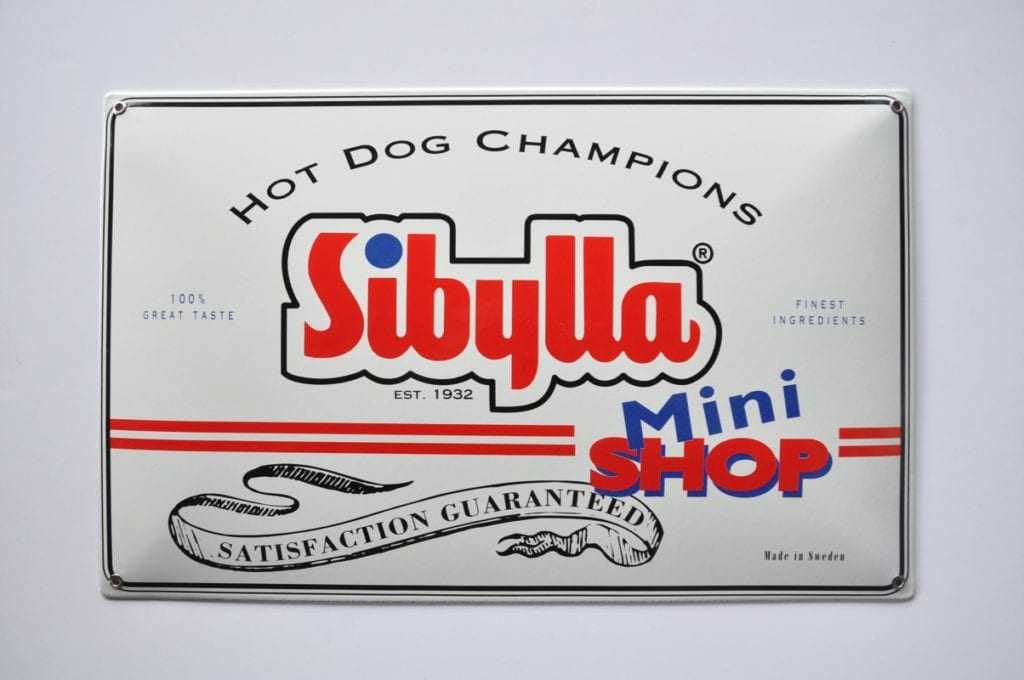 Hot Dog Champions
Sibylla®
100%
GREAT TASTE
FINEST
INGREDIENTS
EST. 1932
Mini
SHOP
SATISFACTION GUARANTEED
Made in Sweden